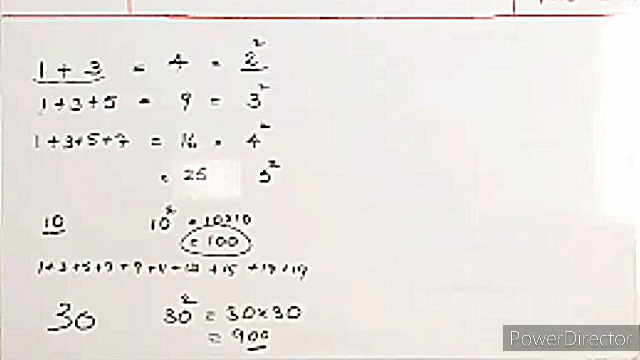 1 + 3 = 4 = 2²
1+3+5 = 9 = 3²
1+3+5+7 = 16 = 4²
= 25 5²
10 10² = 10×10
= 100
1+3+5+7+9+11+13+15+17+19
30 30² = 30×30
= 900
PowerDirector